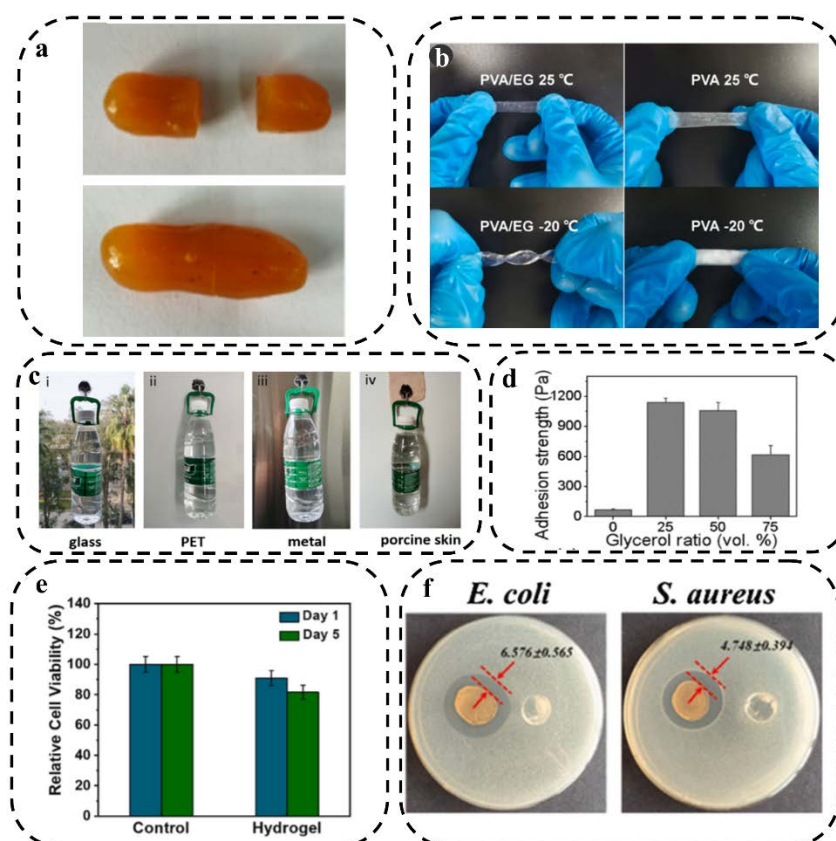 a
b
PVA/EG 25 ℃
PVA 25 ℃
PVA/EG -20 ℃
PVA -20 ℃
c
i
ii
iii
iv
glass
PET
metal
porcine skin
d
Adhesion strength (Pa)
1200
900
600
300
0
0
25
50
75
Glycerol ratio (vol. %)
e
Relative Cell Viability (%)
140
120
100
80
60
40
20
0
Day 1
Day 5
Control
Hydrogel
f
E. coli
S. aureus
6.576±0.565
4.748±0.394